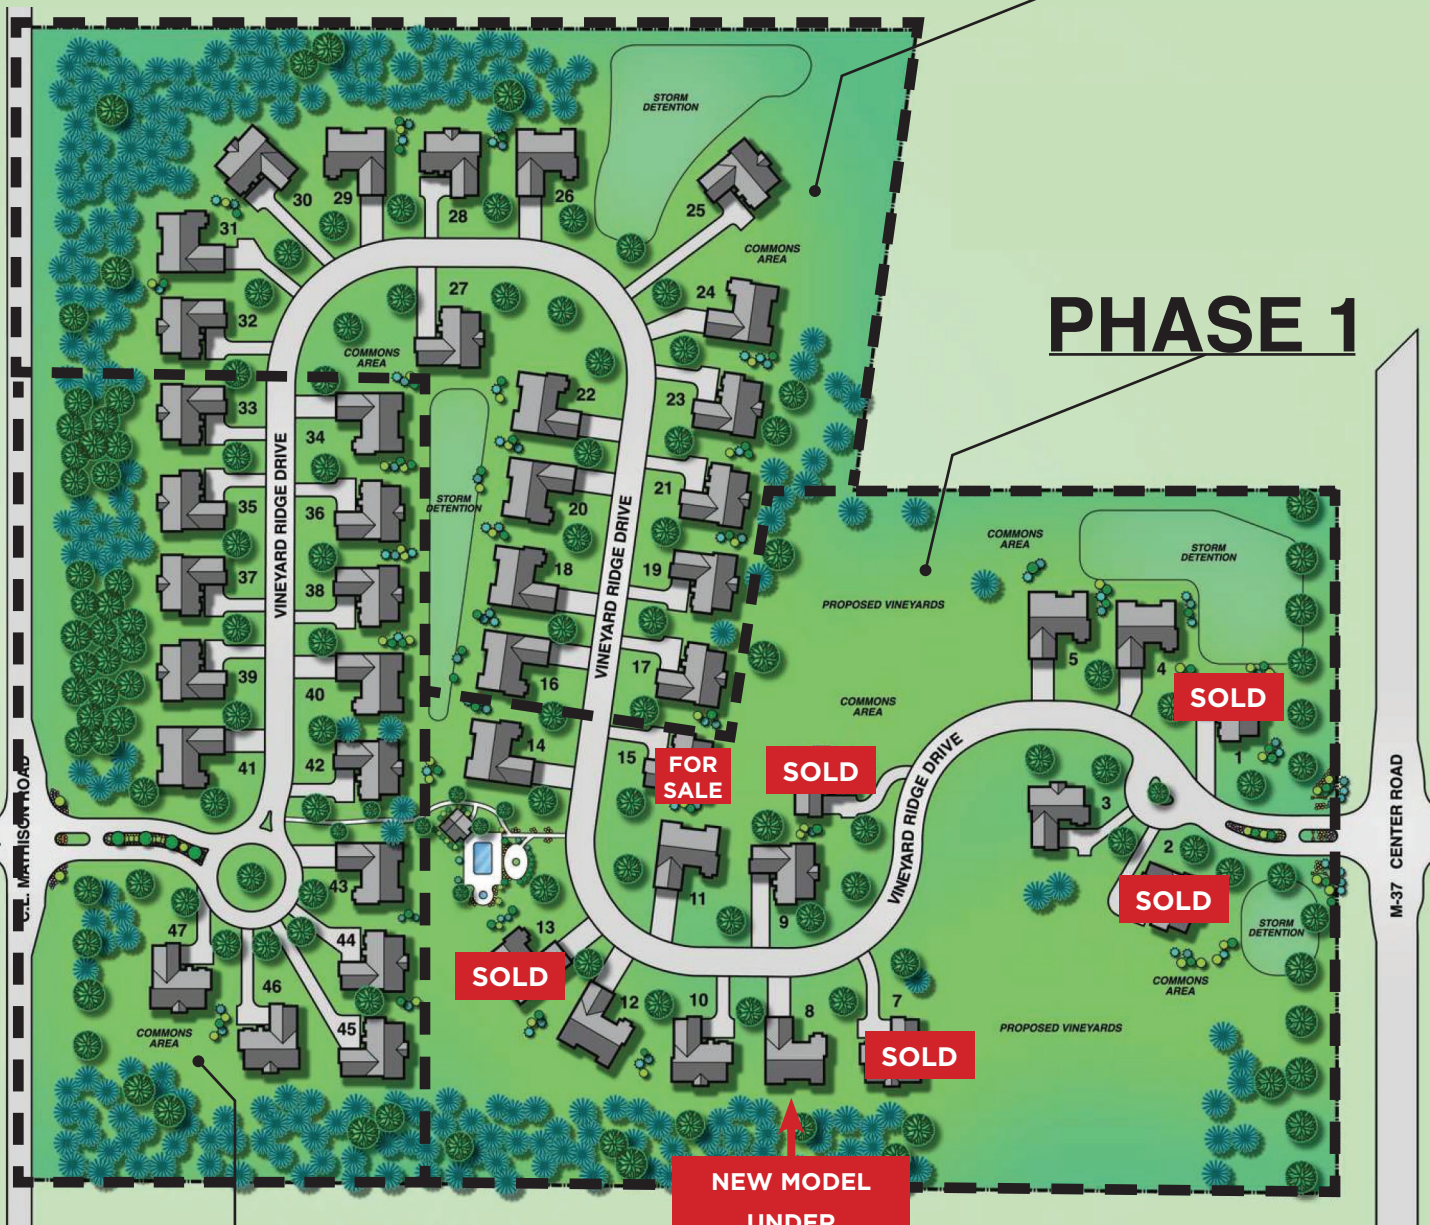 STORM
DETENTION
30
29
28
26
25
31
COMMONS
AREA
27
24
32
PHASE 1
COMMONS
AREA
33
34
22
23
VINEYARD RIDGE DRIVE
35
36
STORM
DETENTION
20
21
VINEYARD RIDGE DRIVE
COMMONS
AREA
STORM
DETENTION
37
38
18
19
PROPOSED VINEYARDS
39
40
16
17
5
4
SOLD
COMMONS
AREA
14
15
FOR
SALE
SOLD
VINEYARD RIDGE DRIVE
1
41
42
3
C.L. MATHISON ROAD
M-37 CENTER ROAD
2
SOLD
43
11
9
STORM
DETENTION
47
44
13
SOLD
46
12
10
8
7
COMMONS
AREA
45
COMMONS
AREA
PROPOSED VINEYARDS
SOLD
NEW MODEL
UNDER